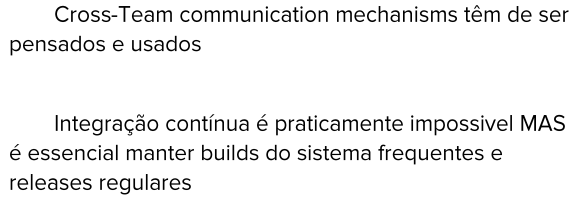 Cross-Team communication mechanisms têm de ser
pensados e usados
Integração contínua é praticamente impossivel MAS
é essencial manter builds do sistema frequentes e
releases regulares